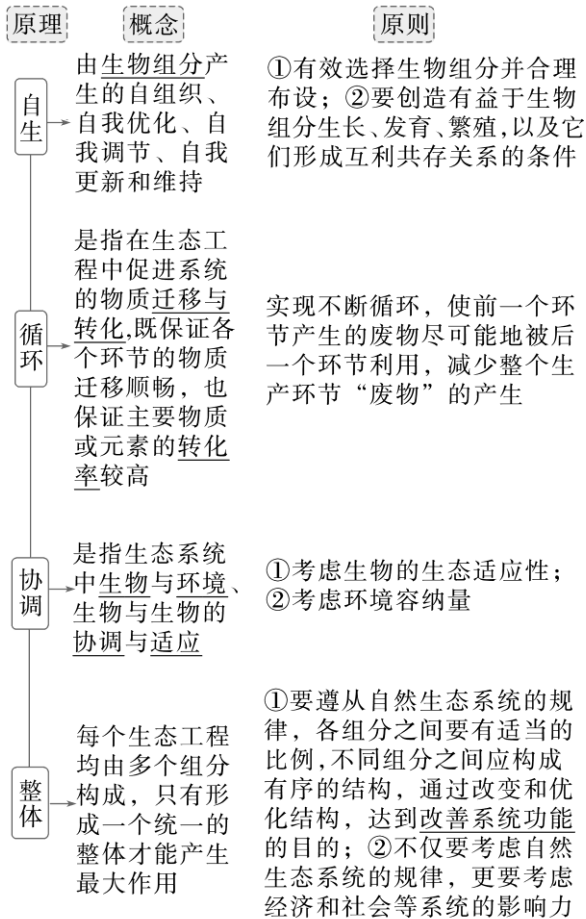 原理 概念 原则
自生
由生物组分产
生的自组织、
自我优化、自
我调节、自我
更新和维持
①有效选择生物组分并合理
布设；②要创造有益于生物
组分生长、发育、繁殖，以及它
们形成互利共存关系的条件
循环
是指在生态工
程中促进系统
的物质迁移与
转化,既保证各
个环节的物质
迁移顺畅，也
保证主要物质
或元素的转化
率较高
实现不断循环，使前一个环
节产生的废物尽可能地被后
一个环节利用，减少整个生
产环节“废物”的产生
协调
是指生态系统
中生物与环境、
生物与生物的
协调与适应
①考虑生物的生态适应性；
②考虑环境容纳量
整体
每个生态工程
均由多个组分
构成，只有形
成一个统一的
整体才能产生
最大作用
①要遵从自然生态系统的规
律，各组分之间要有适当的
比例，不同组分之间应构成
有序的结构，通过改变和优
化结构，达到改善系统功能
的目的；②不仅要考虑自然
生态系统的规律，更要考虑
经济和社会等系统的影响力